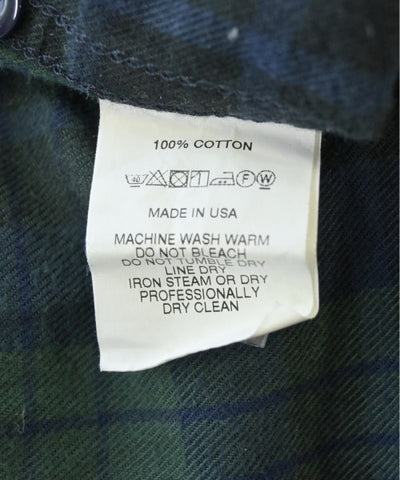 100% COTTON
40 F W
MADE IN USA
MACHINE WASH WARM
DO NOT BLEACH
DO NOT TUMBLE DRY
LINE DRY
IRON STEAM OR DRY
PROFESSIONALLY
DRY CLEAN